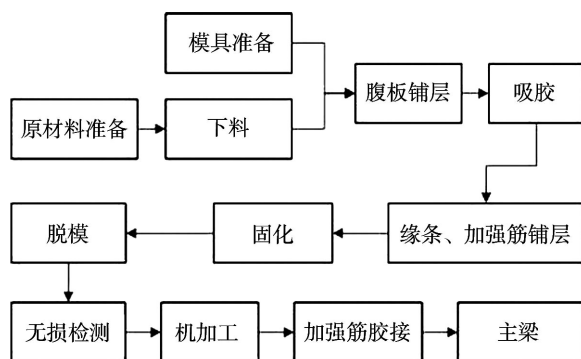 模具准备
原材料准备
下料
腹板铺层
吸胶
缘条、加强筋铺层
固化
脱模
无损检测
机加工
加强筋胶接
主梁